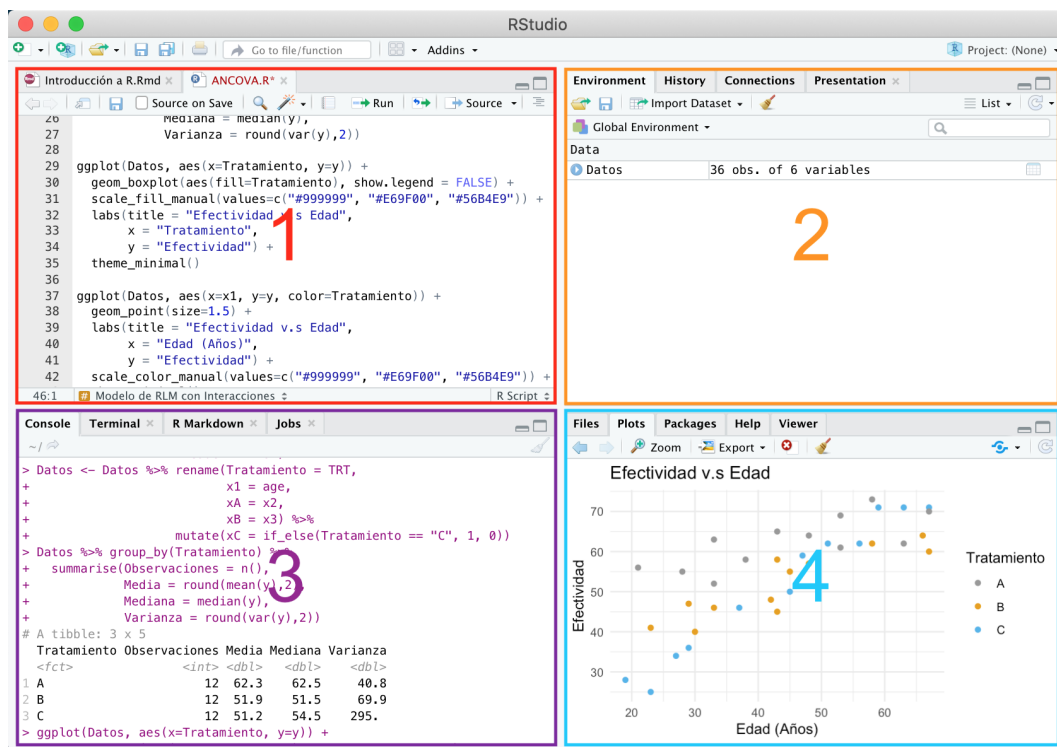 RStudio
Go to file/function
Addins
Project: (None)
Introducción a R.Rmd
ANCOVA.R*
Source on Save
Run
Source
26 Mediana = median(y),
27 Varianza = round(var(y),2))
28
29 ggplot(Datos, aes(x=Tratamiento, y=y)) +
30 geom_boxplot(aes(fill=Tratamiento), show.legend = FALSE) +
31 scale_fill_manual(values=c("#999999", "#E69F00", "#56B4E9")) +
32 labs(title = "Efectividad v.s Edad",
33 x = "Tratamiento",
34 y = "Efectividad") +
35 theme_minimal()
36
37 ggplot(Datos, aes(x=x1, y=y, color=Tratamiento)) +
38 geom_point(size=1.5) +
39 labs(title = "Efectividad v.s Edad",
40 x = "Edad (Años)",
41 y = "Efectividad") +
42 scale_color_manual(values=c("#999999", "#E69F00", "#56B4E9")) +
1
46:1 Modelo de RLM con Interacciones R Script
Environment History Connections Presentation
Import Dataset
List
Global Environment
Data
Datos 36 obs. of 6 variables
2
Console Terminal R Markdown Jobs
~/
> Datos <- Datos %>% rename(Tratamiento = TRT,
+ x1 = age,
+ xA = x2,
+ xB = x3) %>%
+ mutate(xC = if_else(Tratamiento == "C", 1, 0))
> Datos %>% group_by(Tratamiento) %>%
+ summarise(Observaciones = n(),
+ Media = round(mean(y),2),
+ Mediana = median(y),
+ Varianza = round(var(y),2))
# A tibble: 3 x 5
Tratamiento Observaciones Media Mediana Varianza
<fct> <int> <dbl> <dbl> <dbl>
1 A 12 62.3 62.5 40.8
2 B 12 51.9 51.5 69.9
3 C 12 51.2 54.5 295.
> ggplot(Datos, aes(x=Tratamiento, y=y)) +
3
Files Plots Packages Help Viewer
Zoom Export
Efectividad v.s Edad
70
60
50
40
30
Efectividad
20 30 40 50 60
Edad (Años)
Tratamiento
A
B
C
4